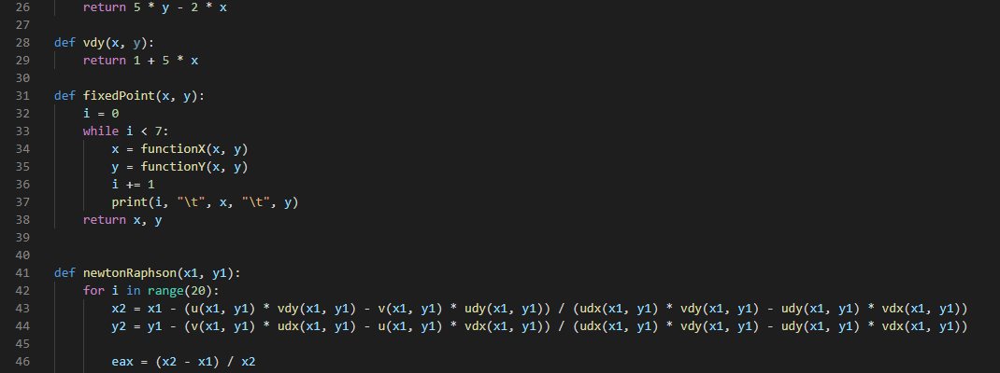 26 return 5 * y - 2 * x
27
28 def vdy(x, y):
29 return 1 + 5 * x
30
31 def fixedPoint(x, y):
32 i = 0
33 while i < 7:
34 x = functionX(x, y)
35 y = functionY(x, y)
36 i += 1
37 print(i, "\t", x, "\t", y)
38 return x, y
39
40
41 def newtonRaphson(x1, y1):
42 for i in range(20):
43 x2 = x1 - (u(x1, y1) * vdy(x1, y1) - v(x1, y1) * udy(x1, y1)) / (udx(x1, y1) * vdy(x1, y1) - udy(x1, y1) * vdx(x1, y1))
44 y2 = y1 - (v(x1, y1) * udx(x1, y1) - u(x1, y1) * vdx(x1, y1)) / (udx(x1, y1) * vdy(x1, y1) - udy(x1, y1) * vdx(x1, y1))
45
46 eax = (x2 - x1) / x2